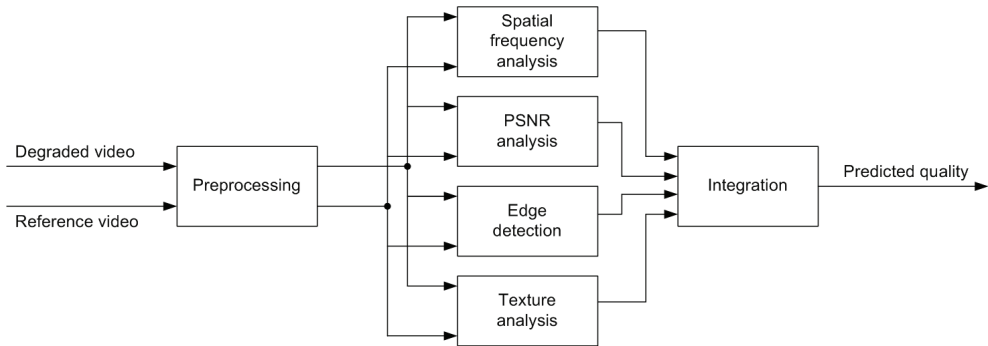 Degraded video
Reference video
Preprocessing
Spatial
frequency
analysis
PSNR
analysis
Edge
detection
Texture
analysis
Integration
Predicted quality